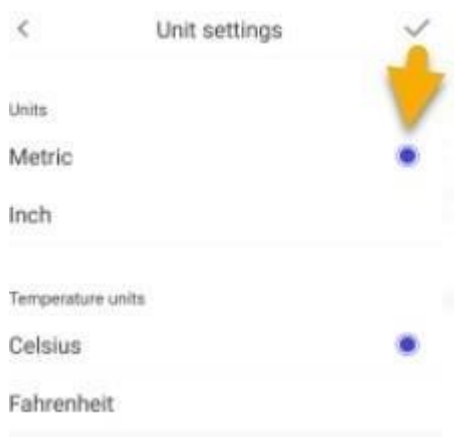 Unit settings
Units
Metric
Inch
Temperature units
Celsius
Fahrenheit